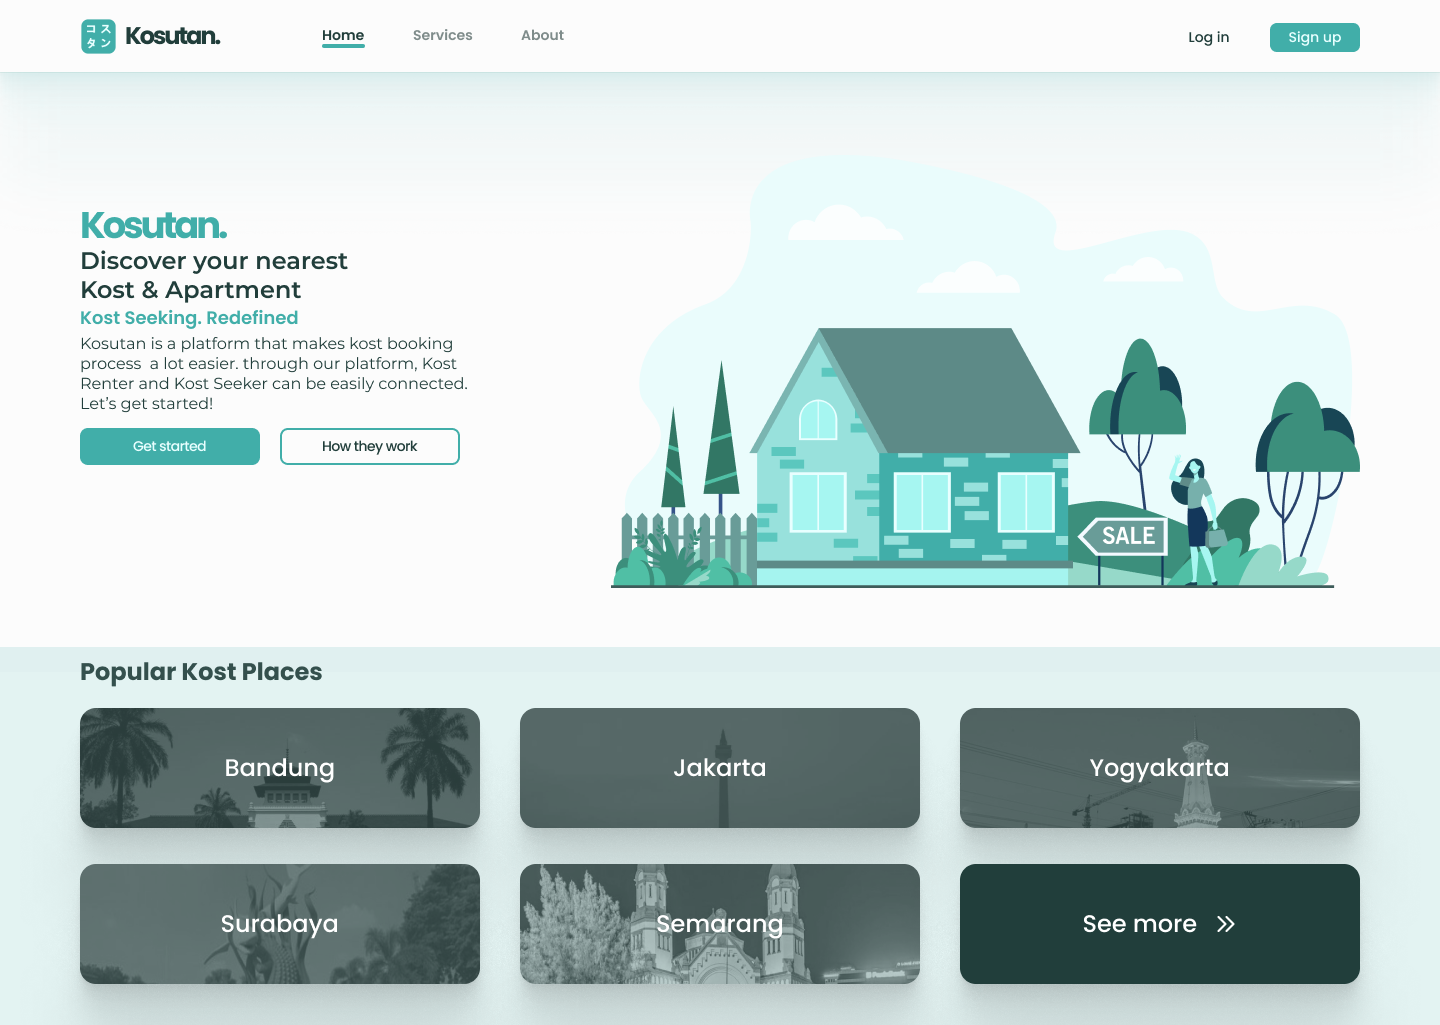 コス
タン
Kosutan.
Home
Services
About
Log in
Sign up
Kosutan.
Discover your nearest
Kost & Apartment
Kost Seeking. Redefined
Kosutan is a platform that makes kost booking
process  a lot easier. through our platform, Kost
Renter and Kost Seeker can be easily connected.
Let’s get started!
Get started
How they work
SALE
Popular Kost Places
Bandung
Jakarta
Yogyakarta
Surabaya
Semarang
See more